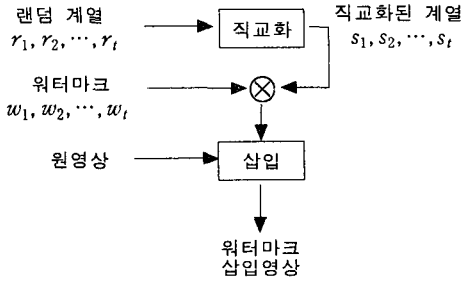 랜덤 계열
r₁, r₂, ···, rₜ
직교화
직교화된 계열
s₁, s₂, ···, sₜ
워터마크
w₁, w₂, ···, wₜ
원영상
삽입
워터마크
삽입영상